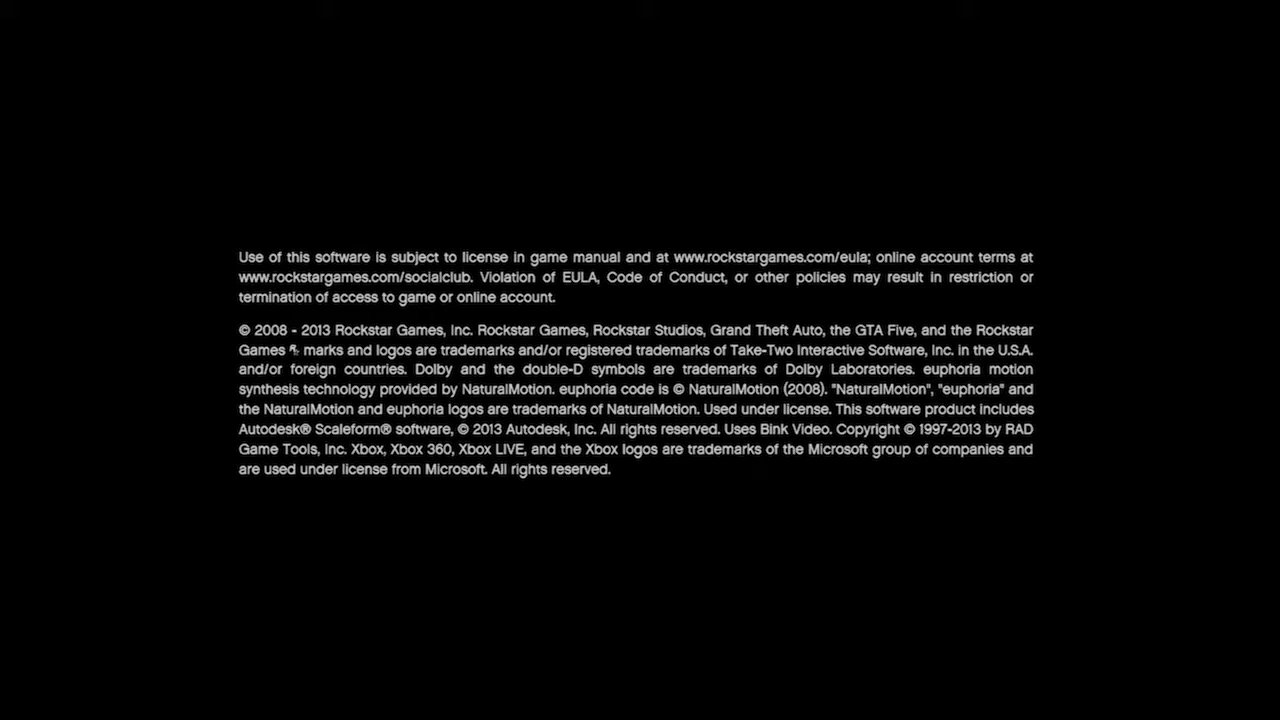 Use of this software is subject to license in game manual and at www.rockstargames.com/eula; online account terms at
www.rockstargames.com/socialclub. Violation of EULA, Code of Conduct, or other policies may result in restriction or
termination of access to game or online account.
© 2008 - 2013 Rockstar Games, Inc. Rockstar Games, Rockstar Studios, Grand Theft Auto, the GTA Five, and the Rockstar
Games R* marks and logos are trademarks and/or registered trademarks of Take-Two Interactive Software, Inc. in the U.S.A.
and/or foreign countries. Dolby and the double-D symbols are trademarks of Dolby Laboratories. euphoria motion
synthesis technology provided by NaturalMotion. euphoria code is © NaturalMotion (2008). "NaturalMotion", "euphoria" and
the NaturalMotion and euphoria logos are trademarks of NaturalMotion. Used under license. This software product includes
Autodesk® Scaleform® software, © 2013 Autodesk, Inc. All rights reserved. Uses Bink Video. Copyright © 1997-2013 by RAD
Game Tools, Inc. Xbox, Xbox 360, Xbox LIVE, and the Xbox logos are trademarks of the Microsoft group of companies and
are used under license from Microsoft. All rights reserved.